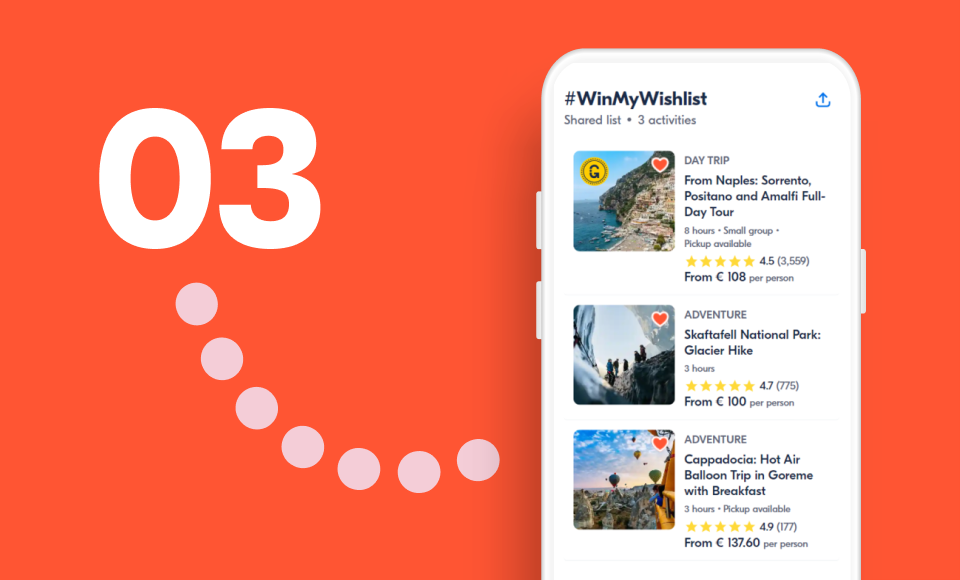 03
#WinMyWishlist
Shared list • 3 activities
G
DAY TRIP
From Naples: Sorrento,
Positano and Amalfi Full-
Day Tour
8 hours • Small group •
Pickup available
4.5 (3,559)
From € 108 per person
ADVENTURE
Skaftafell National Park:
Glacier Hike
3 hours
4.7 (775)
From € 100 per person
ADVENTURE
Cappadocia: Hot Air
Balloon Trip in Goreme
with Breakfast
3 hours • Pickup available
4.9 (177)
From € 137.60 per person